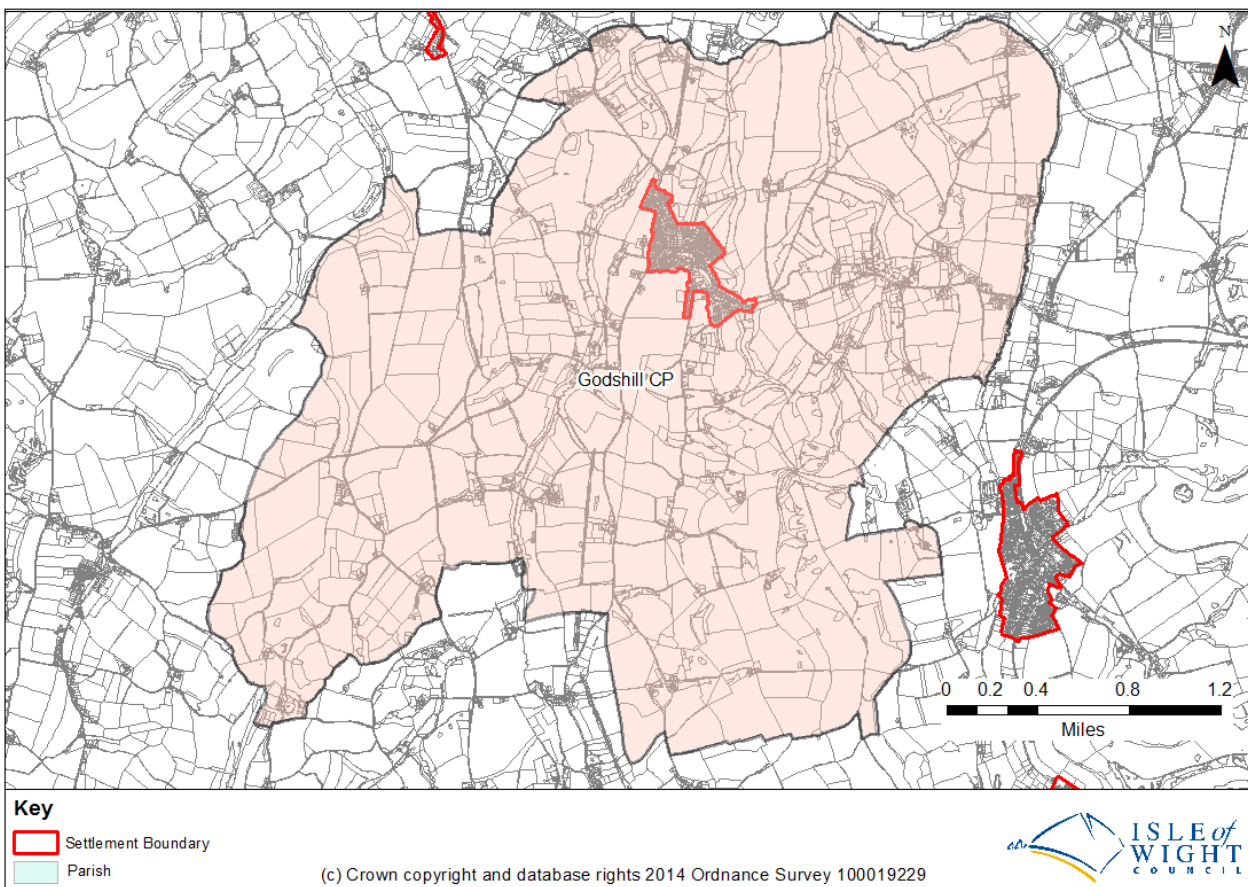 N
Godshill CP
0 0.2 0.4 0.8 1.2
Miles
Key
Settlement Boundary
Parish
(c) Crown copyright and database rights 2014 Ordnance Survey 100019229
ISLE of
WIGHT
COUNCIL